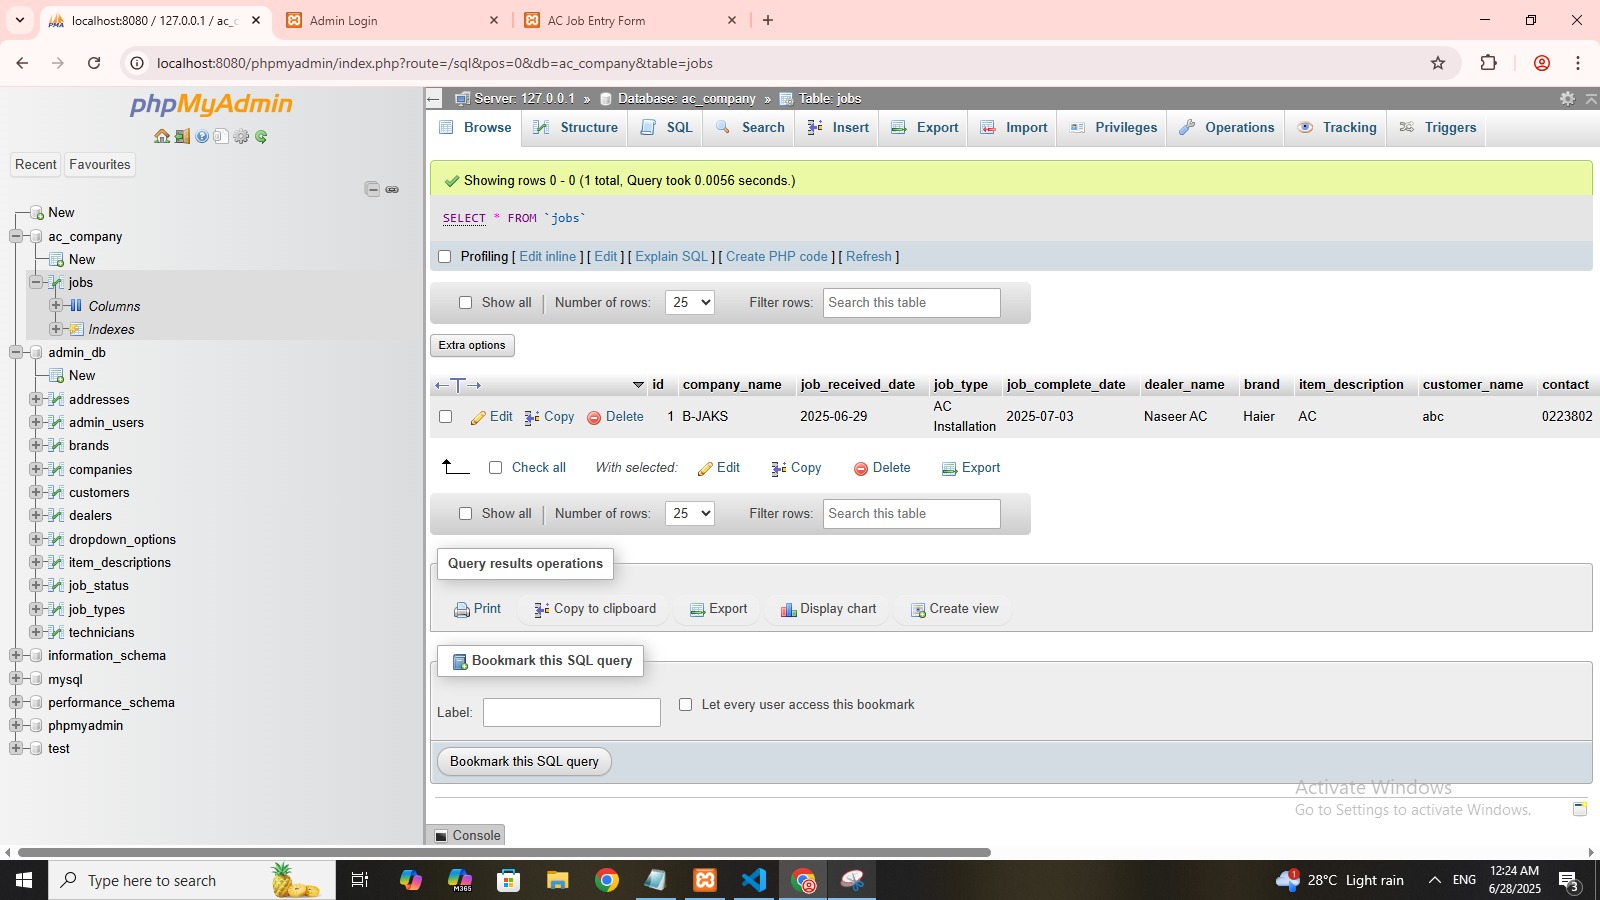 localhost:8080 / 127.0.0.1 / ac_c
Admin Login
AC Job Entry Form
localhost:8080/phpmyadmin/index.php?route=/sql&pos=0&db=ac_company&table=jobs
phpMyAdmin
Recent
Favourites
New
ac_company
New
jobs
Columns
Indexes
admin_db
New
addresses
admin_users
brands
companies
customers
dealers
dropdown_options
item_descriptions
job_status
job_types
technicians
information_schema
mysql
performance_schema
phpmyadmin
test
Server: 127.0.0.1 » Database: ac_company » Table: jobs
Browse Structure SQL Search Insert Export Import Privileges Operations Tracking Triggers
Showing rows 0 - 0 (1 total, Query took 0.0056 seconds.)
SELECT * FROM `jobs`
Profiling [ Edit inline ] [ Edit ] [ Explain SQL ] [ Create PHP code ] [ Refresh ]
Show all Number of rows: 25 Filter rows: Search this table
Extra options
id company_name job_received_date job_type job_complete_date dealer_name brand item_description customer_name contact
Edit Copy Delete 1 B-JAKS 2025-06-29 AC Installation 2025-07-03 Naseer AC Haier AC abc 0223802
Check all With selected: Edit Copy Delete Export
Show all Number of rows: 25 Filter rows: Search this table
Query results operations
Print Copy to clipboard Export Display chart Create view
Bookmark this SQL query
Label: Let every user access this bookmark
Bookmark this SQL query
Activate Windows
Go to Settings to activate Windows.
Console
Type here to search
M365
1
28°C Light rain
ENG
12:24 AM
6/28/2025
3